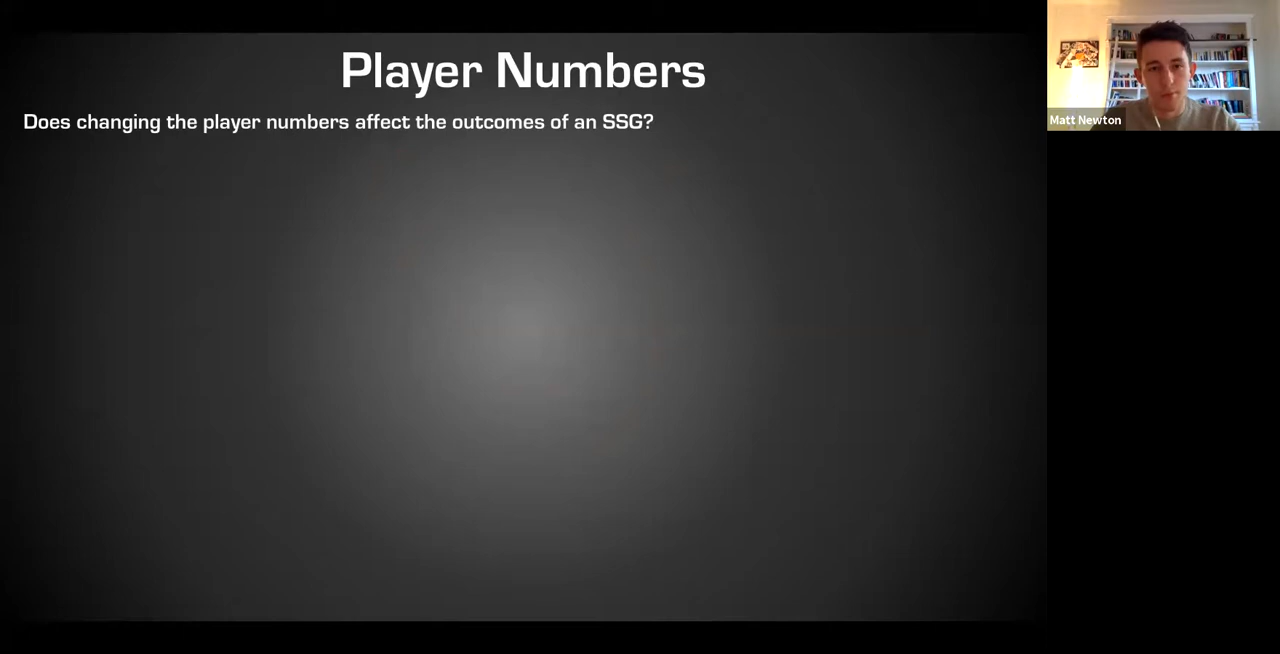 Player Numbers
Does changing the player numbers affect the outcomes of an SSG?
Matt Newton